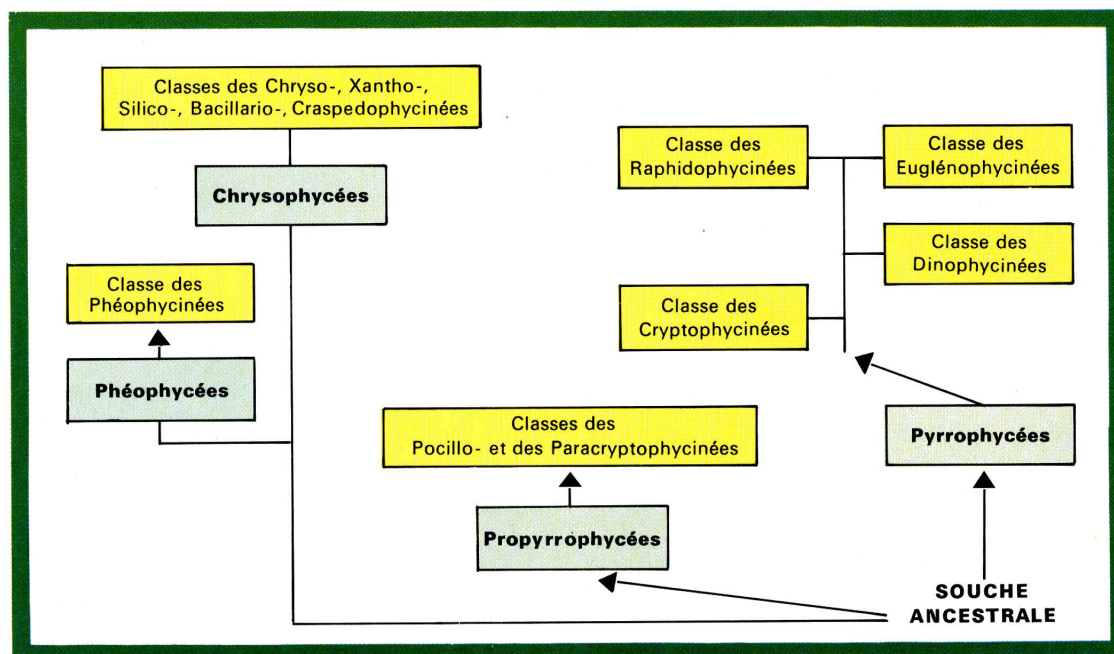 Classes des Chryso-, Xantho-,
Silico-, Bacillario-, Craspedophycinées
Chrysophycées
Classe des
Phéophycinées
Phéophycées
Classes des
Pocillo- et des Paracryptophycinées
Propyrrophycées
Classe des
Raphidophycinées
Classe des
Euglénophycinées
Classe des
Dinophycinées
Classe des
Cryptophycinées
Pyrrophycées
SOUCHE
ANCESTRALE